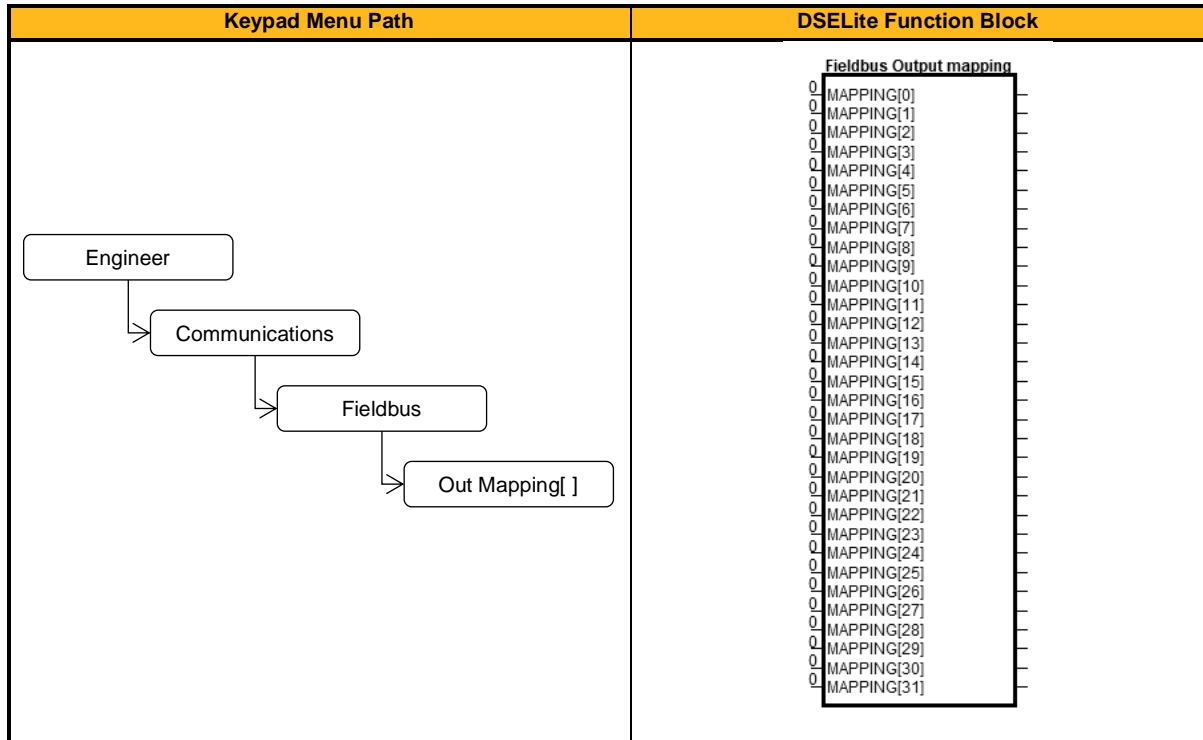 Keypad Menu Path
DSELite Function Block
Engineer
Communications
Fieldbus
Out Mapping[ ]
Fieldbus Output mapping
0 MAPPING[0]
0 MAPPING[1]
0 MAPPING[2]
0 MAPPING[3]
0 MAPPING[4]
0 MAPPING[5]
0 MAPPING[6]
0 MAPPING[7]
0 MAPPING[8]
0 MAPPING[9]
0 MAPPING[10]
0 MAPPING[11]
0 MAPPING[12]
0 MAPPING[13]
0 MAPPING[14]
0 MAPPING[15]
0 MAPPING[16]
0 MAPPING[17]
0 MAPPING[18]
0 MAPPING[19]
0 MAPPING[20]
0 MAPPING[21]
0 MAPPING[22]
0 MAPPING[23]
0 MAPPING[24]
0 MAPPING[25]
0 MAPPING[26]
0 MAPPING[27]
0 MAPPING[28]
0 MAPPING[29]
0 MAPPING[30]
0 MAPPING[31]